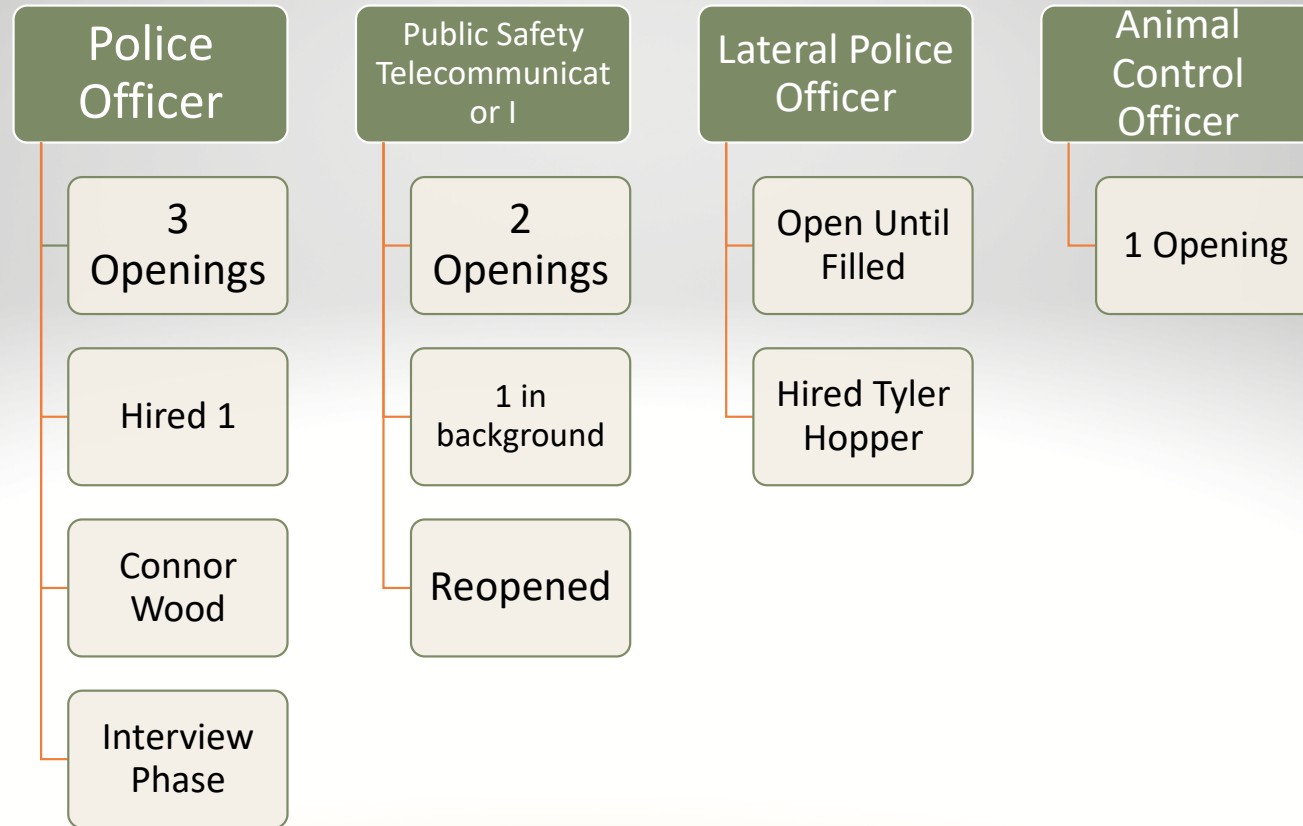 Police
Officer
3
Openings
Hired 1
Connor
Wood
Interview
Phase
Public Safety
Telecommunicat
or I
2
Openings
1 in
background
Reopened
Lateral Police
Officer
Open Until
Filled
Hired Tyler
Hopper
Animal
Control
Officer
1 Opening